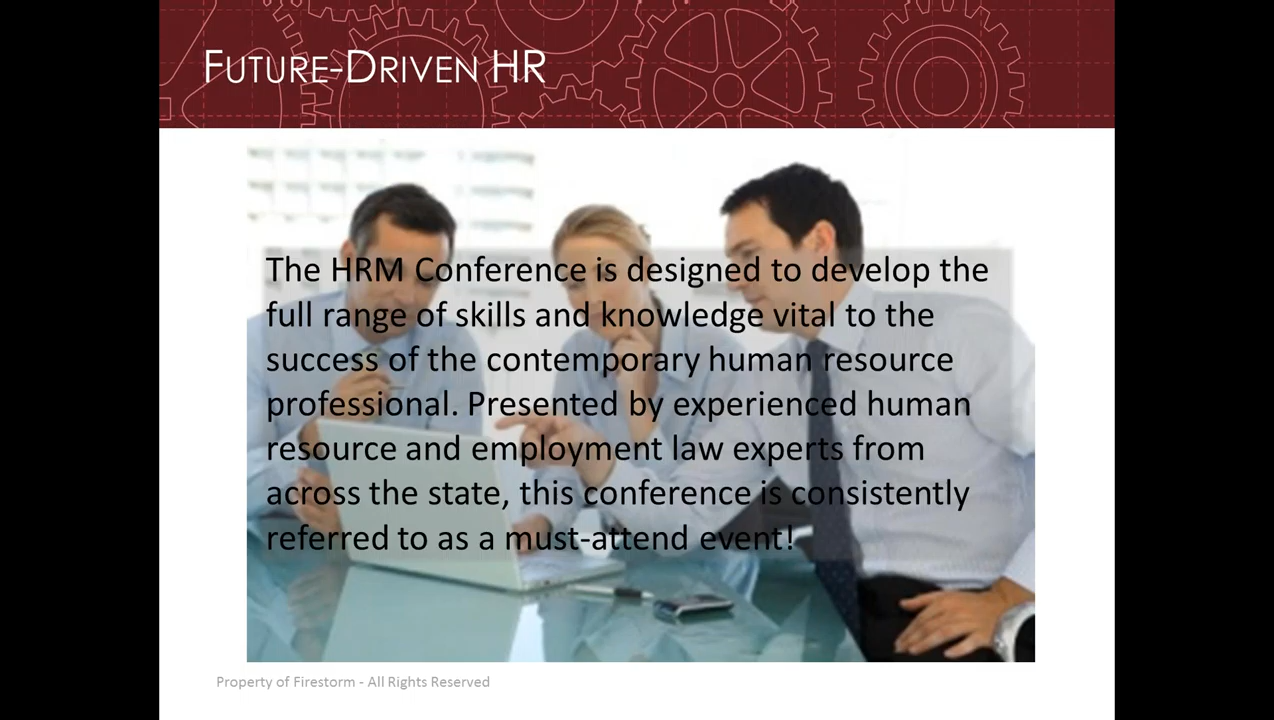 FUTURE-DRIVEN HR
The HRM Conference is designed to develop the
full range of skills and knowledge vital to the
success of the contemporary human resource
professional. Presented by experienced human
resource and employment law experts from
across the state, this conference is consistently
referred to as a must-attend event!
Property of Firestorm - All Rights Reserved